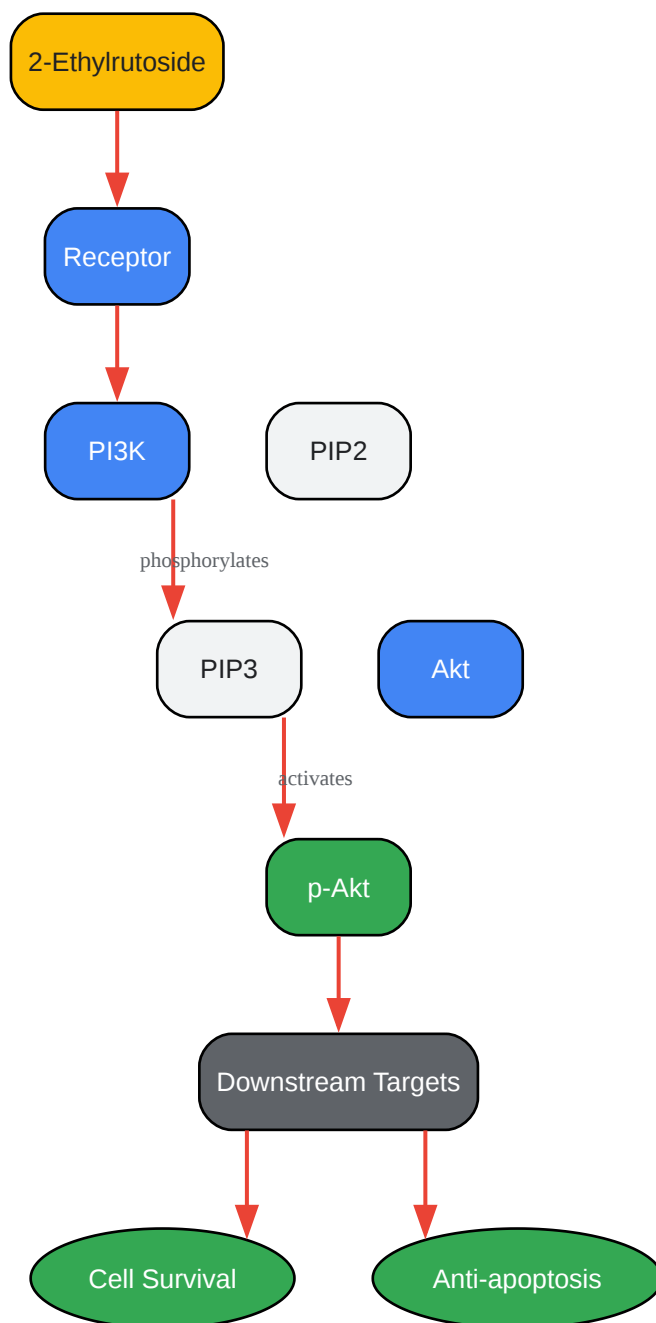 2-Ethylrutoside
Receptor
PI3K
PIP2
phosphorylates
PIP3
Akt
activates
p-Akt
Downstream Targets
Cell Survival
Anti-apoptosis